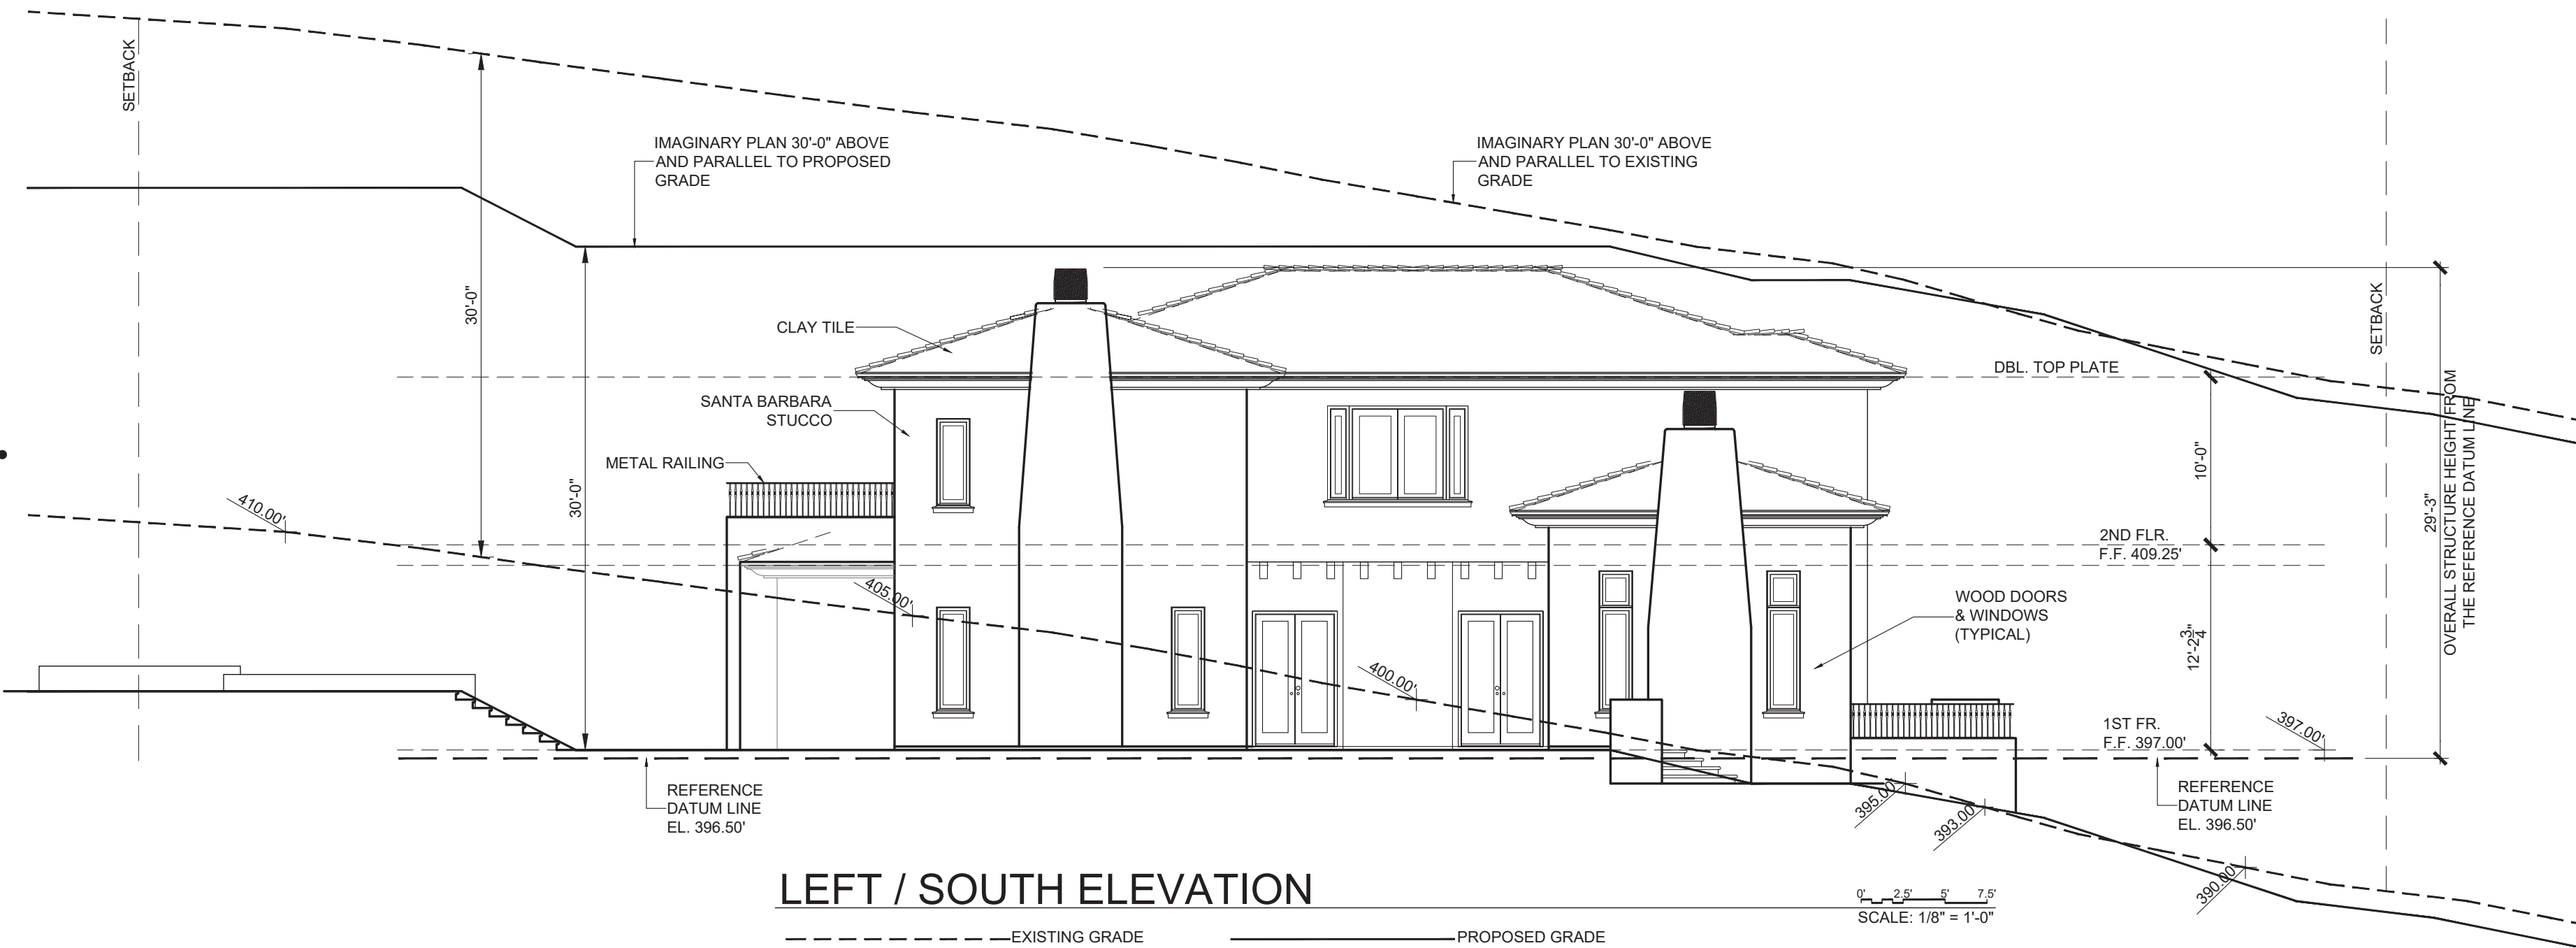 SETBACK
IMAGINARY PLAN 30'-0" ABOVE
AND PARALLEL TO PROPOSED
GRADE
IMAGINARY PLAN 30'-0" ABOVE
AND PARALLEL TO EXISTING
GRADE
30'-0"
30'-0"
CLAY TILE
SANTA BARBARA
STUCCO
METAL RAILING
SETBACK
DBL. TOP PLATE
10'-0"
29'-3"
OVERALL STRUCTURE HEIGHT FROM
THE REFERENCE DATUM LINE
410.00'
405.00'
400.00'
2ND FLR.
F.F. 409.25'
WOOD DOORS
& WINDOWS
(TYPICAL)
12'-2 3/4"
1ST FR.
F.F. 397.00'
397.00'
REFERENCE
DATUM LINE
EL. 396.50'
395.00'
393.00'
390.00'
REFERENCE
DATUM LINE
EL. 396.50'
LEFT / SOUTH ELEVATION
0' 2.5' 5' 7.5'
SCALE: 1/8" = 1'-0"
EXISTING GRADE
PROPOSED GRADE